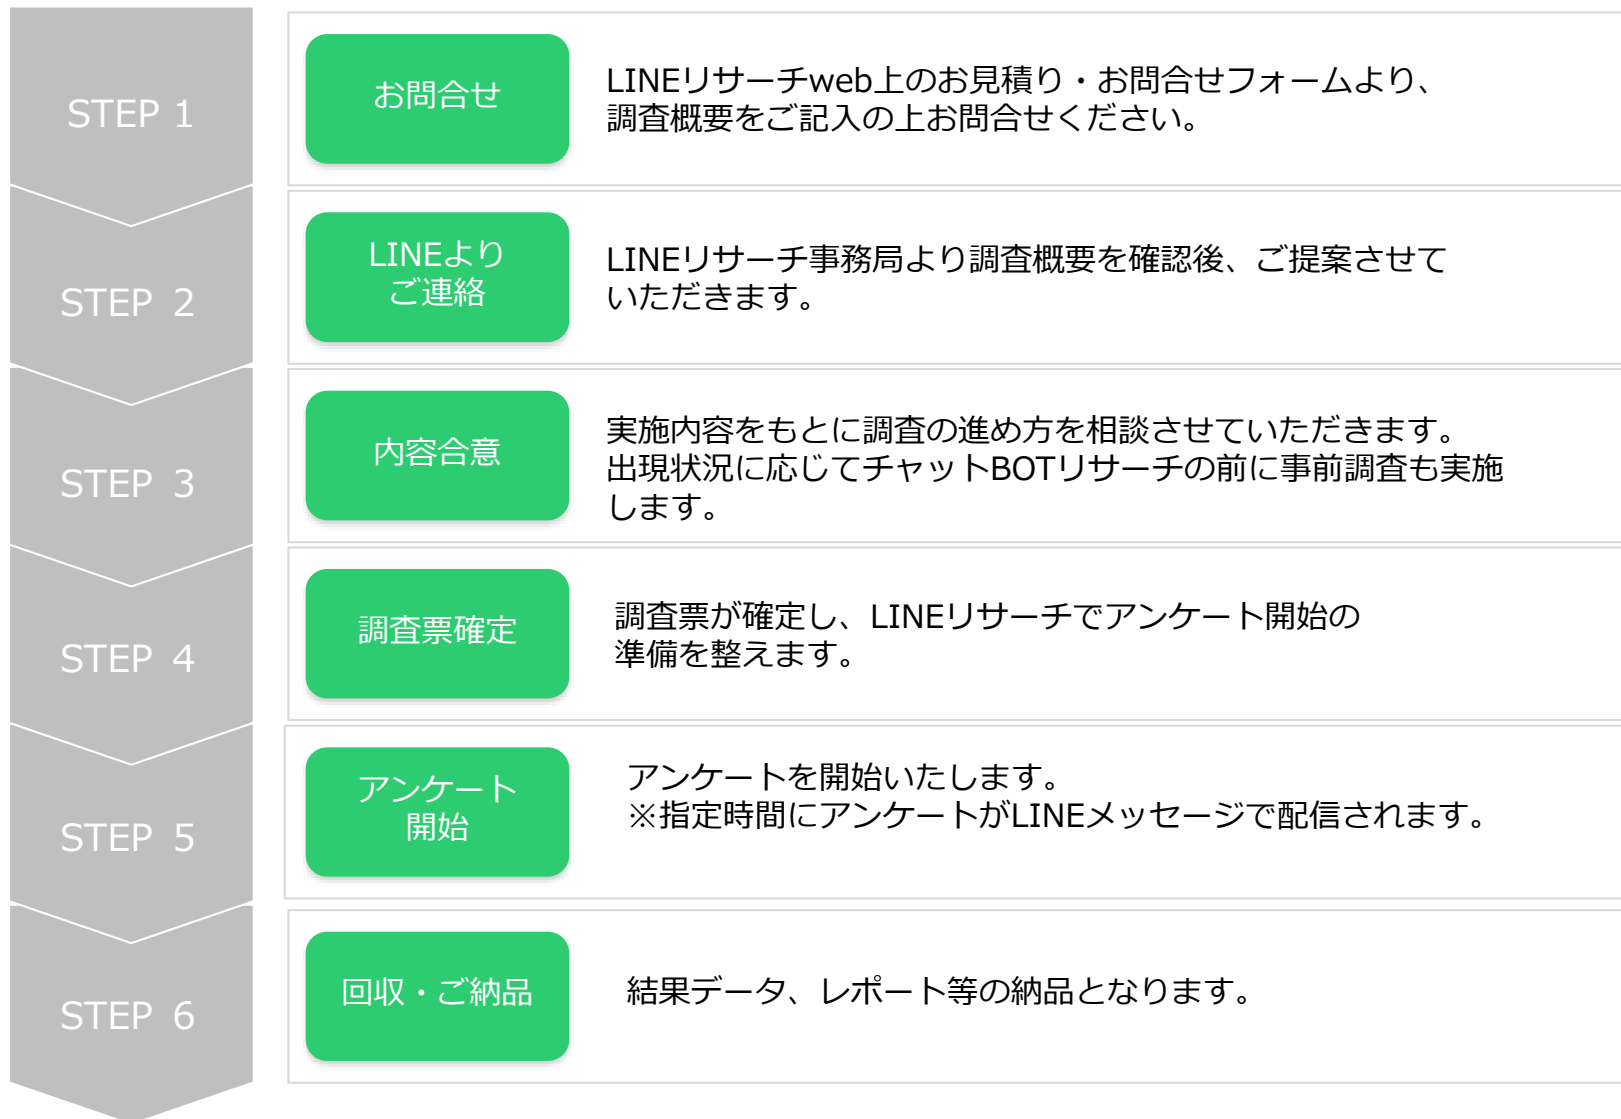 STEP 1
お問合せ
LINEリサーチweb上のお見積り・お問合せフォームより、
調査概要をご記入の上お問合せください。
STEP 2
LINEより
ご連絡
LINEリサーチ事務局より調査概要を確認後、ご提案させて
いただきます。
STEP 3
内容合意
実施内容をもとに調査の進め方を相談させていただきます。
出現状況に応じてチャットBOTリサーチの前に事前調査も実施
します。
STEP 4
調査票確定
調査票が確定し、LINEリサーチでアンケート開始の
準備を整えます。
STEP 5
アンケート
開始
アンケートを開始いたします。
※指定時間にアンケートがLINEメッセージで配信されます。
STEP 6
回収・ご納品
結果データ、レポート等の納品となります。